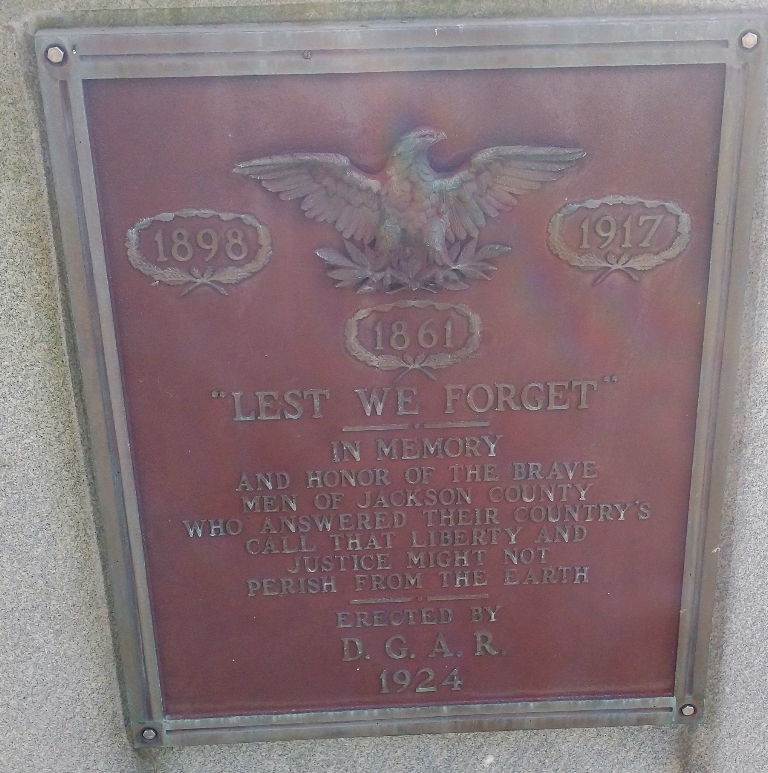 1898
1917
1861
"LEST WE FORGET"
IN MEMORY
AND HONOR OF THE BRAVE
MEN OF JACKSON COUNTY
WHO ANSWERED THEIR COUNTRY'S
CALL THAT LIBERTY AND
JUSTICE MIGHT NOT
PERISH FROM THE EARTH
ERECTED BY
D. G. A. R.
1924